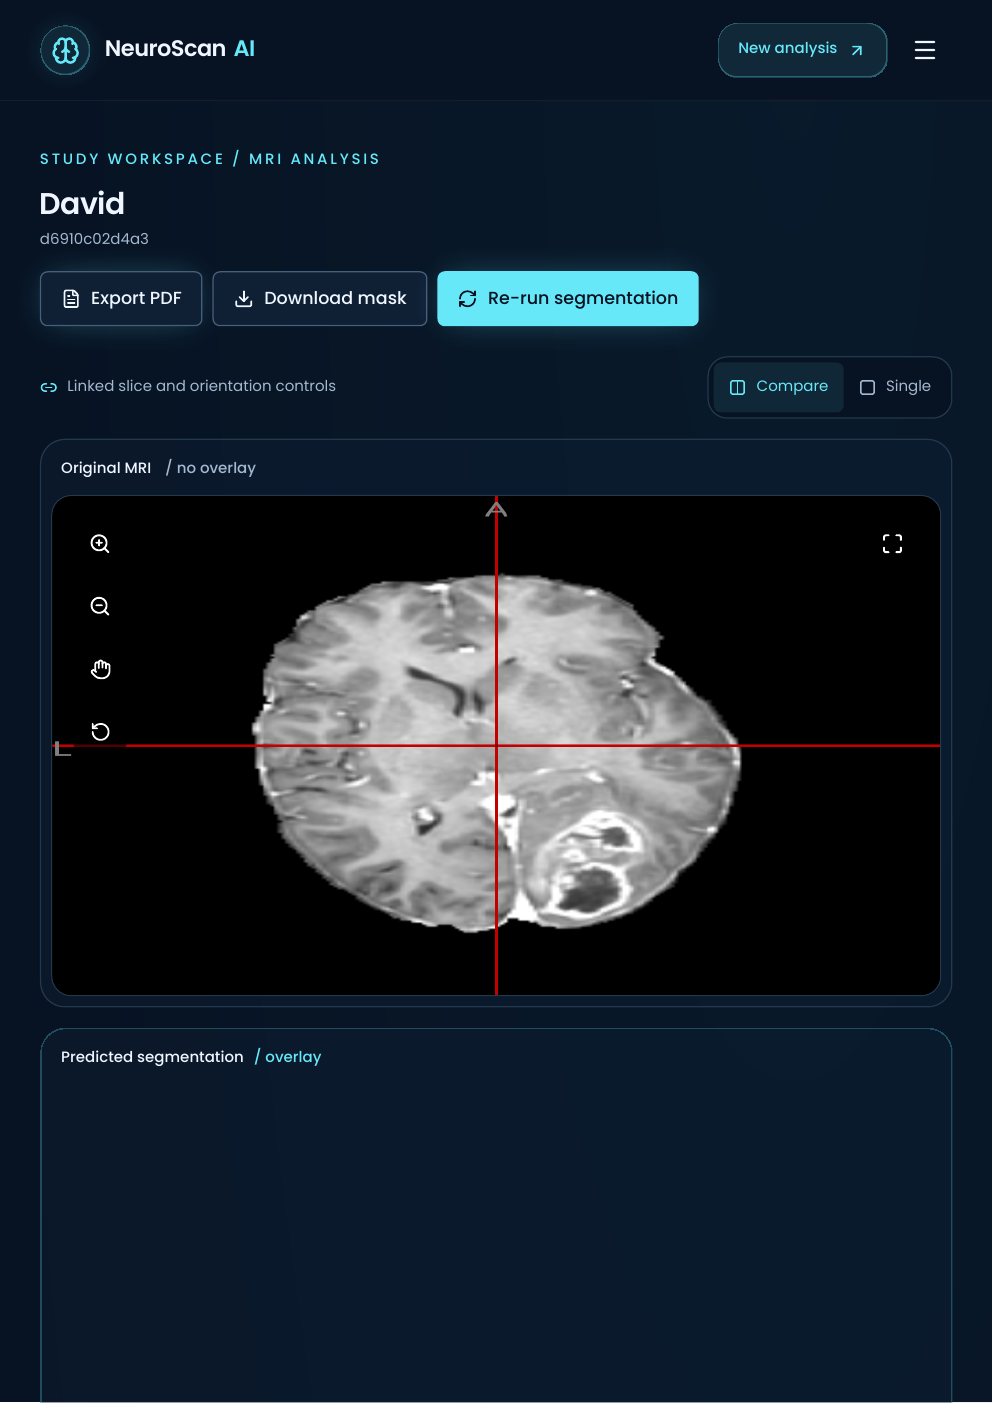 NeuroScan AI
New analysis
STUDY WORKSPACE / MRI ANALYSIS
David
d6910c02d4a3
Export PDF
Download mask
Re-run segmentation
Linked slice and orientation controls
Compare
Single
Original MRI / no overlay
A
L
Predicted segmentation / overlay